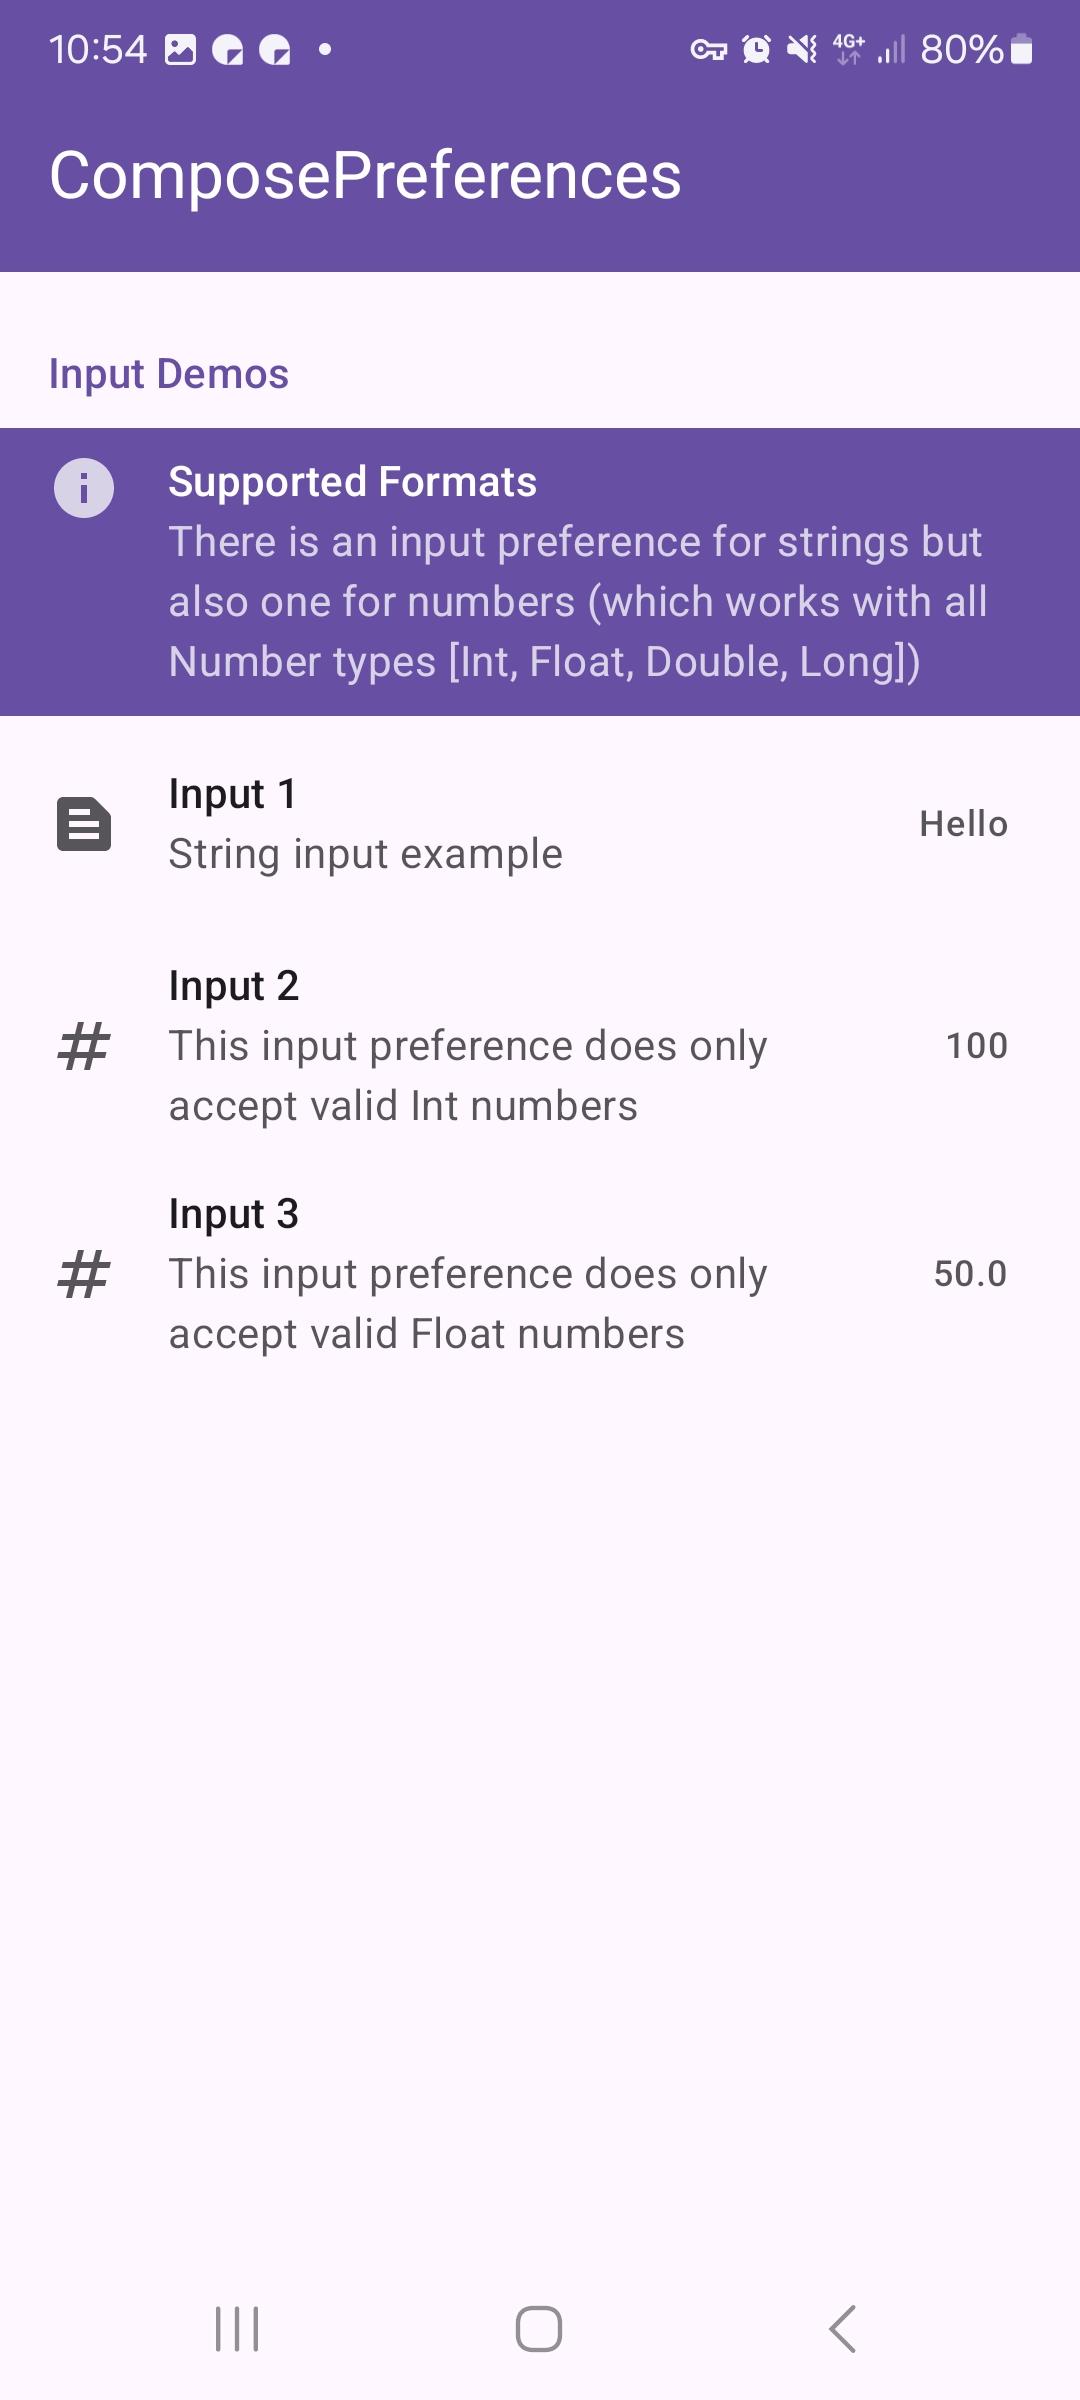 10:54
4G+
80%
ComposePreferences
Input Demos
Supported Formats
There is an input preference for strings but
also one for numbers (which works with all
Number types [Int, Float, Double, Long])
Input 1
String input example
Hello
Input 2
This input preference does only
accept valid Int numbers
100
Input 3
This input preference does only
accept valid Float numbers
50.0